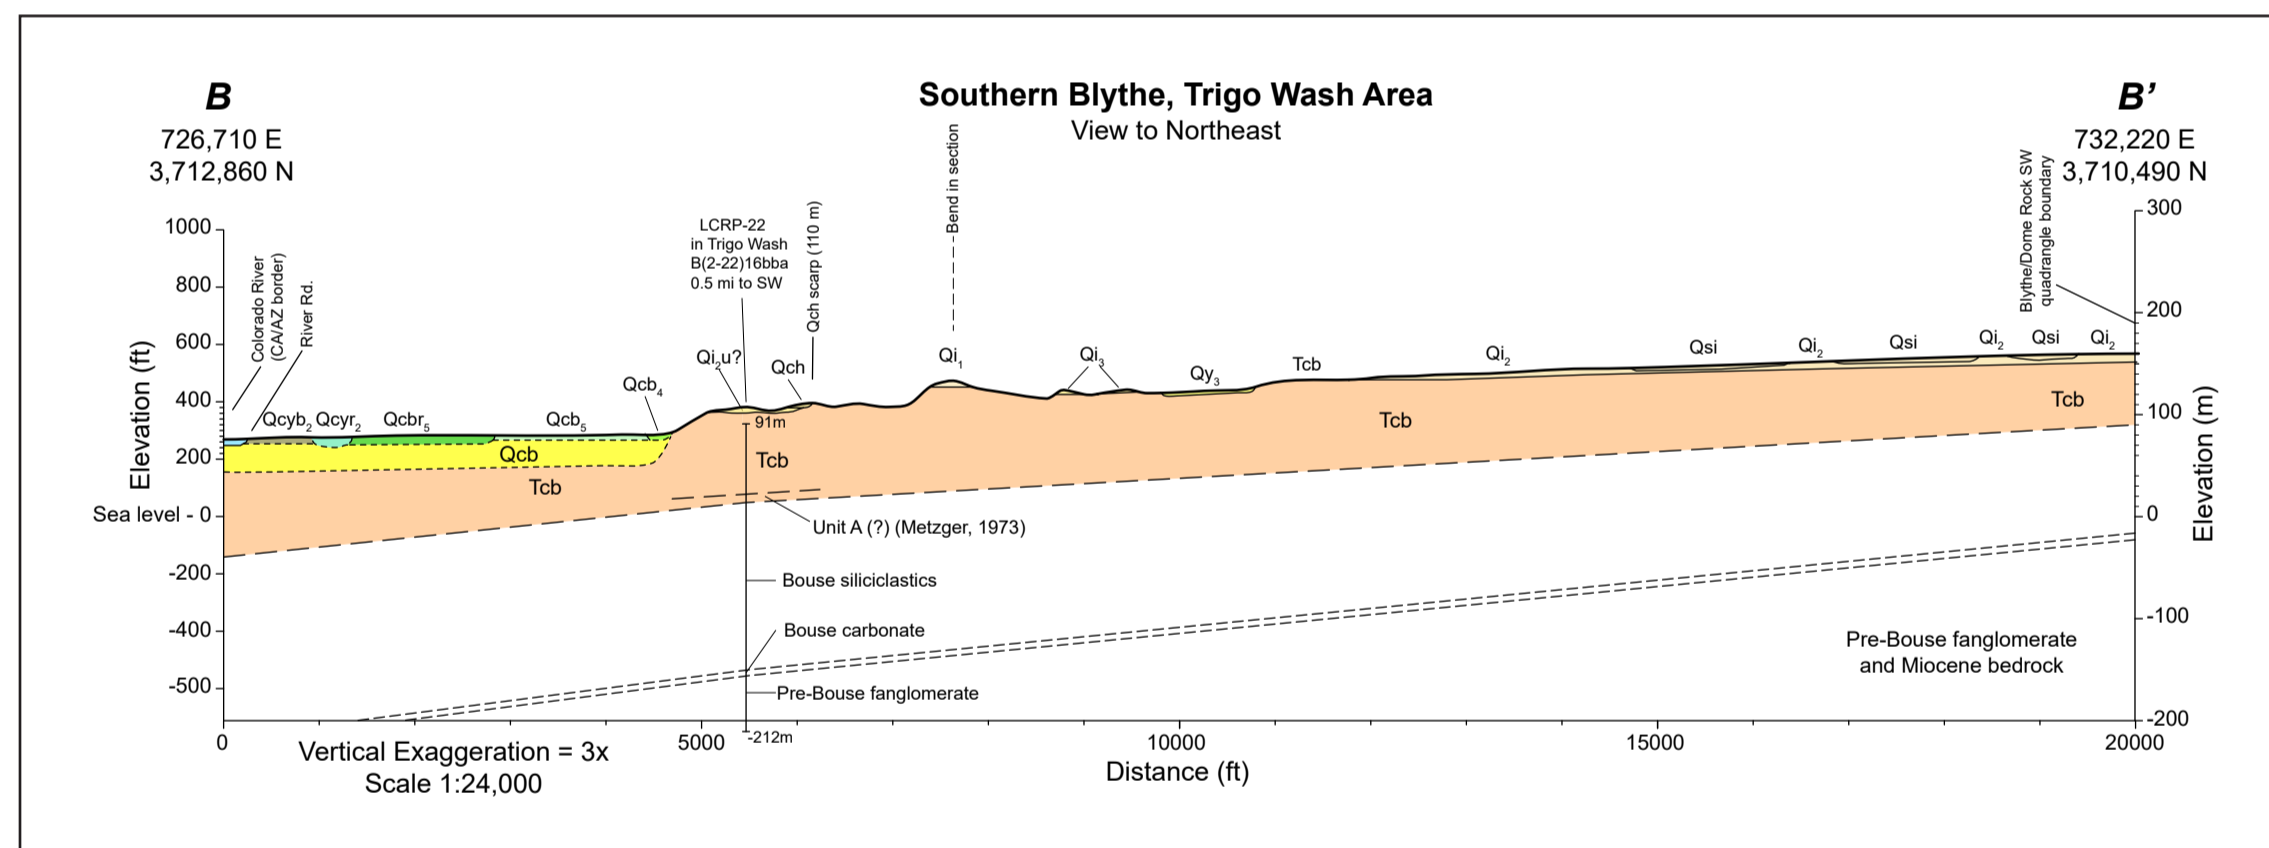 B
726,710 E
3,712,860 N
Southern Blythe, Trigo Wash Area
View to Northeast
B’
732,220 E
3,710,490 N
Bend in section
Blythe/Dome Rock SW
quadrangle boundary
LCRP-22
in Trigo Wash
B(2-22)16bba
0.5 mi to SW
Qch scarp (110 m)
Colorado River
(CA/AZ border)
River Rd.
Elevation (ft)
1000
800
600
400
200
Sea level - 0
-200
-400
-500
300
200
100
0
-100
-200
Elevation (m)
Qcyb2
Qcyr2
Qcbr5
Qcb5
Qcb4
Qi2u?
Qch
Qi1
Qi3
Qy3
Tcb
Qi2
Qsi
Qi2
Qsi
Qi2
Qsi
Qi2
91m
Qcb
Tcb
Tcb
Tcb
Tcb
Unit A (?) (Metzger, 1973)
Bouse siliciclastics
Bouse carbonate
Pre-Bouse fanglomerate
Pre-Bouse fanglomerate
and Miocene bedrock
-212m
0
5000
10000
15000
20000
Distance (ft)
Vertical Exaggeration = 3x
Scale 1:24,000